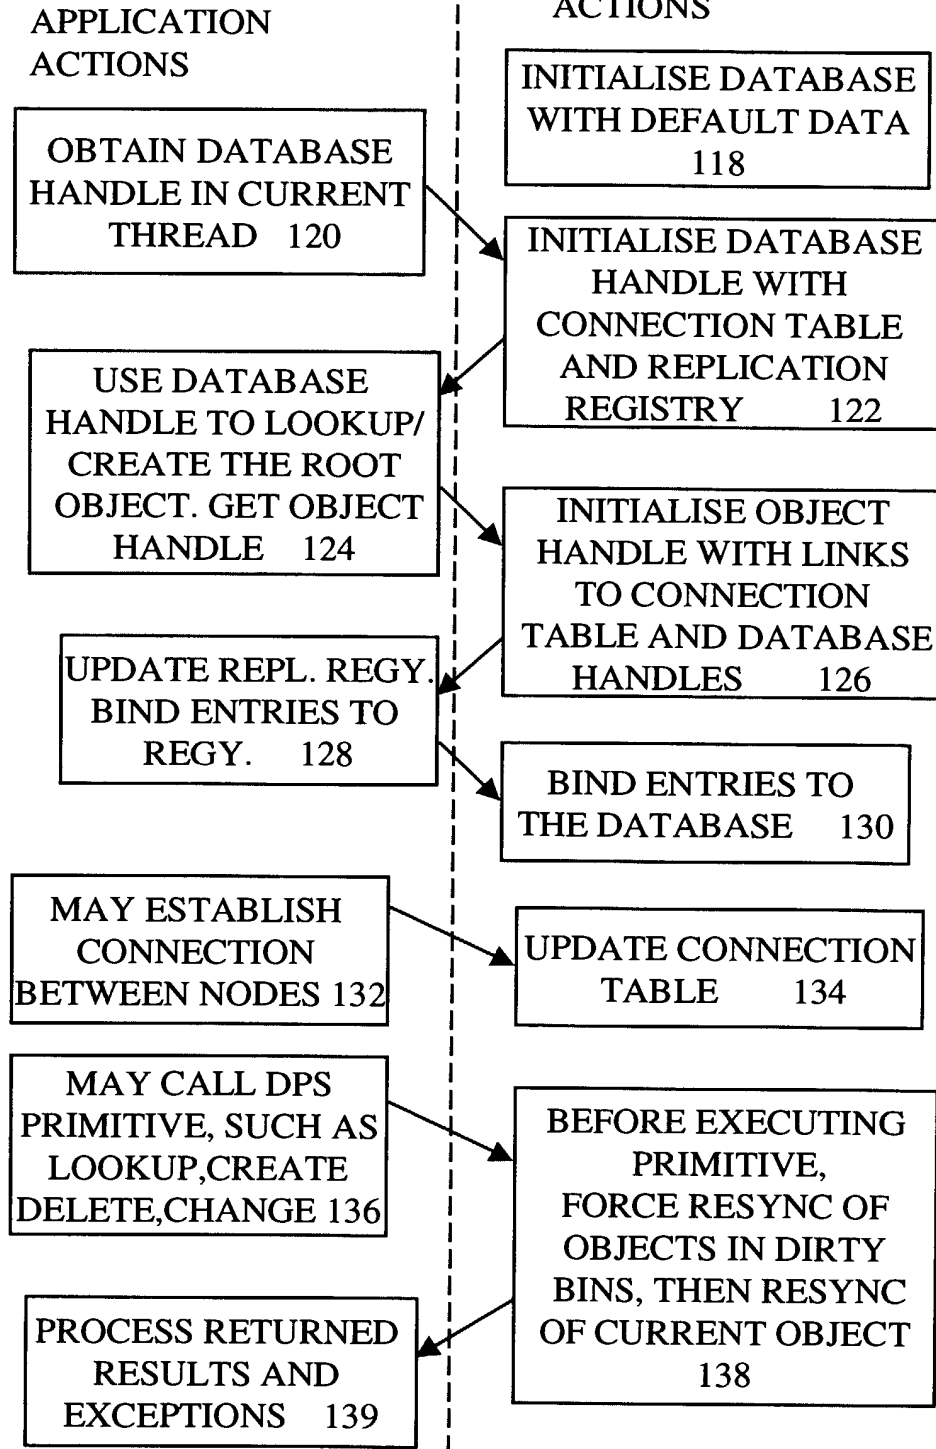 APPLICATION
ACTIONS
ACTIONS
INITIALISE DATABASE
WITH DEFAULT DATA
118
OBTAIN DATABASE
HANDLE IN CURRENT
THREAD 120
INITIALISE DATABASE
HANDLE WITH
CONNECTION TABLE
AND REPLICATION
REGISTRY 122
USE DATABASE
HANDLE TO LOOKUP/
CREATE THE ROOT
OBJECT. GET OBJECT
HANDLE 124
INITIALISE OBJECT
HANDLE WITH LINKS
TO CONNECTION
TABLE AND DATABASE
HANDLES 126
UPDATE REPL. REGY.
BIND ENTRIES TO
REGY. 128
BIND ENTRIES TO
THE DATABASE 130
MAY ESTABLISH
CONNECTION
BETWEEN NODES 132
UPDATE CONNECTION
TABLE 134
MAY CALL DPS
PRIMITIVE, SUCH AS
LOOKUP,CREATE
DELETE,CHANGE 136
BEFORE EXECUTING
PRIMITIVE,
FORCE RESYNC OF
OBJECTS IN DIRTY
BINS, THEN RESYNC
OF CURRENT OBJECT
138
PROCESS RETURNED
RESULTS AND
EXCEPTIONS 139